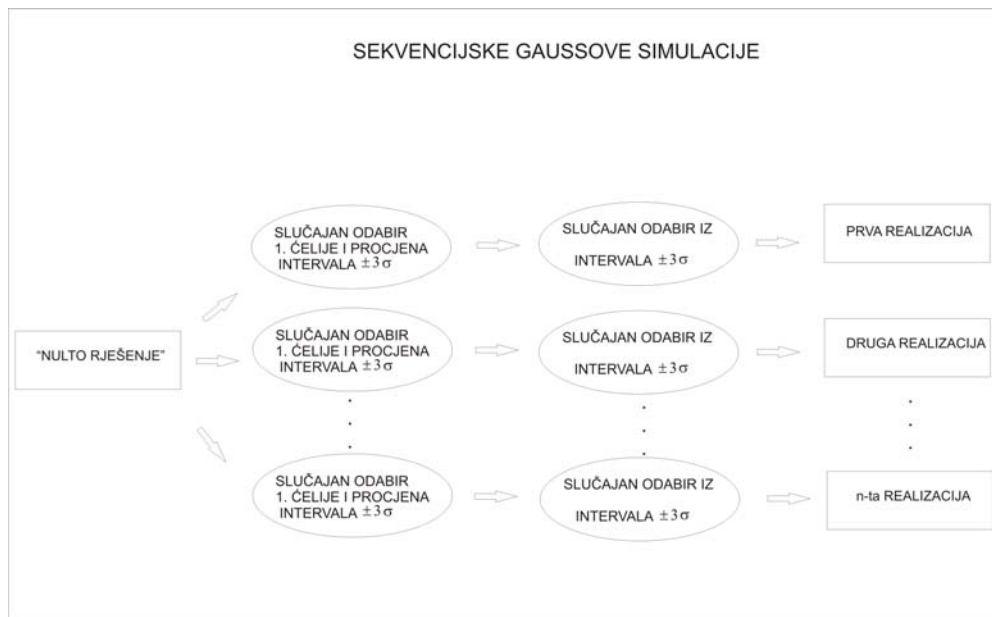 SEKVENCIJSKE GAUSSOVE SIMULACIJE
SLUČAJAN ODABIR
1. ĆELIJE I PROCJENA
INTERVALA ±3σ
SLUČAJAN ODABIR IZ
INTERVALA ±3σ
PRVA REALIZACIJA
“NULTO RJEŠENJE”
SLUČAJAN ODABIR
1. ĆELIJE I PROCJENA
INTERVALA ±3σ
SLUČAJAN ODABIR IZ
INTERVALA ±3σ
DRUGA REALIZACIJA
SLUČAJAN ODABIR
1. ĆELIJE I PROCJENA
INTERVALA ±3σ
SLUČAJAN ODABIR IZ
INTERVALA ±3σ
n-ta REALIZACIJA